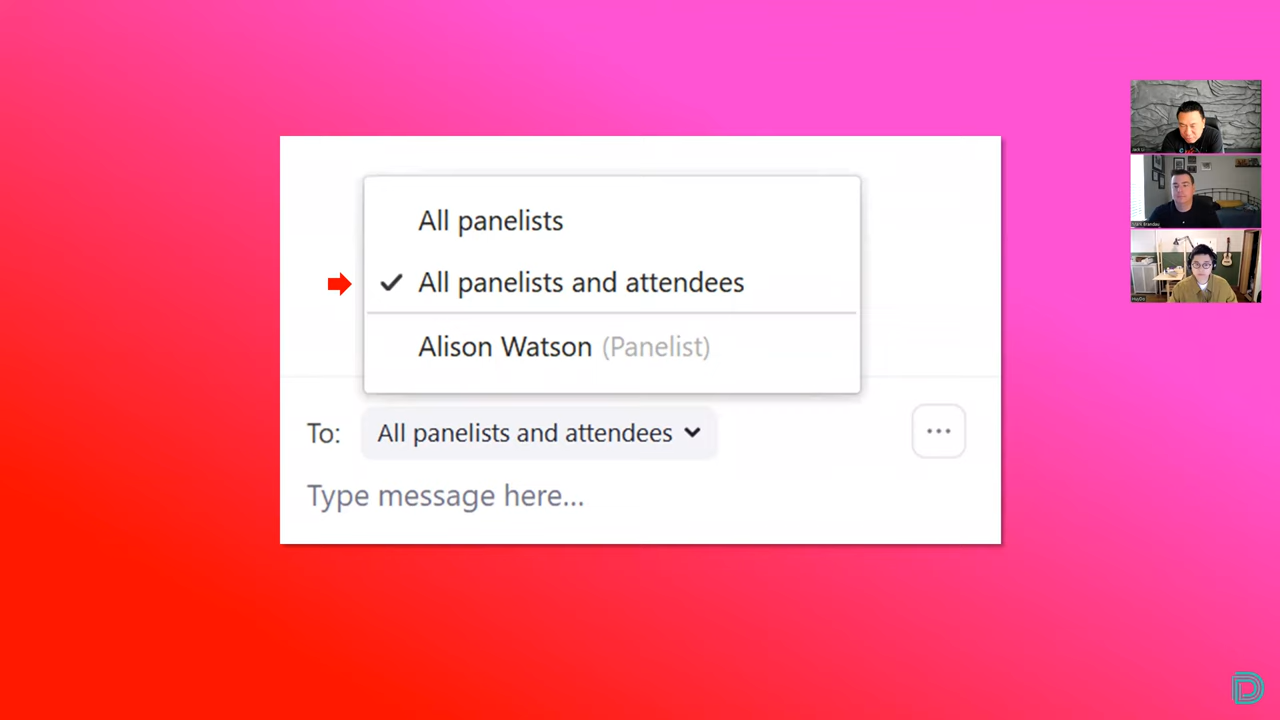 All panelists
All panelists and attendees
Alison Watson (Panelist)
To: All panelists and attendees
Type message here...